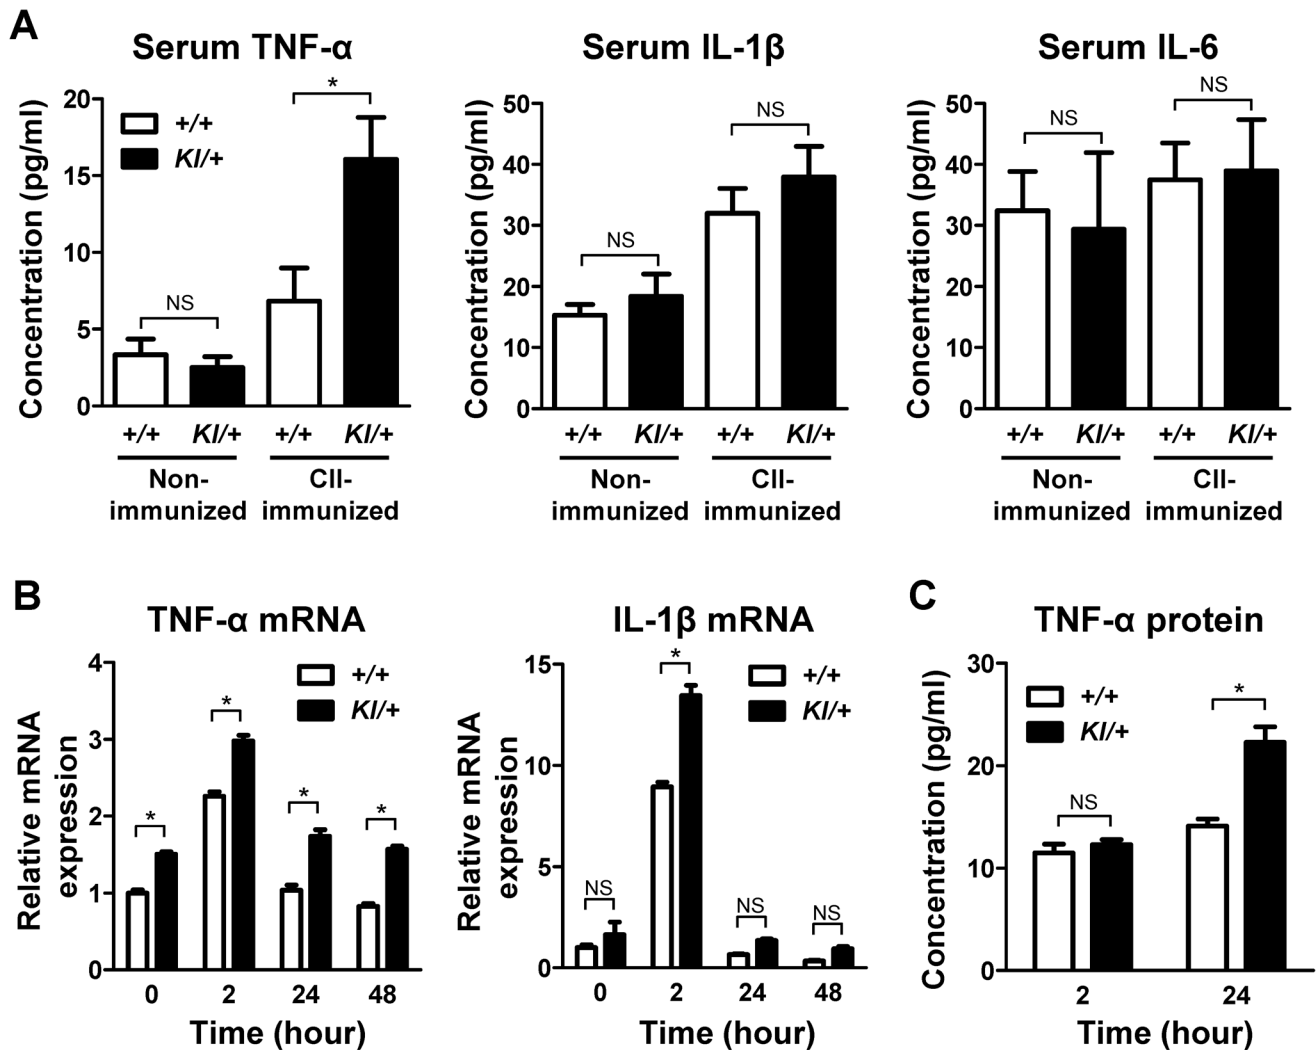 A
Serum TNF-α
Serum IL-1β
Serum IL-6
Concentration (pg/ml)
20
15
10
5
0
+/+
KI/+
NS
*
+/+
KI/+
+/+
KI/+
Non-
immunized
CII-
immunized
Concentration (pg/ml)
50
40
30
20
10
0
NS
NS
+/+
KI/+
+/+
KI/+
Non-
immunized
CII-
immunized
Concentration (pg/ml)
50
40
30
20
10
0
NS
NS
+/+
KI/+
+/+
KI/+
Non-
immunized
CII-
immunized
B
TNF-α mRNA
Relative mRNA
expression
4
3
2
1
0
+/+
KI/+
*
*
*
*
0
2
24
48
Time (hour)
IL-1β mRNA
Relative mRNA
expression
15
10
5
0
+/+
KI/+
NS
*
NS
NS
0
2
24
48
Time (hour)
C
TNF-α protein
Concentration (pg/ml)
30
20
10
0
+/+
KI/+
NS
*
2
24
Time (hour)